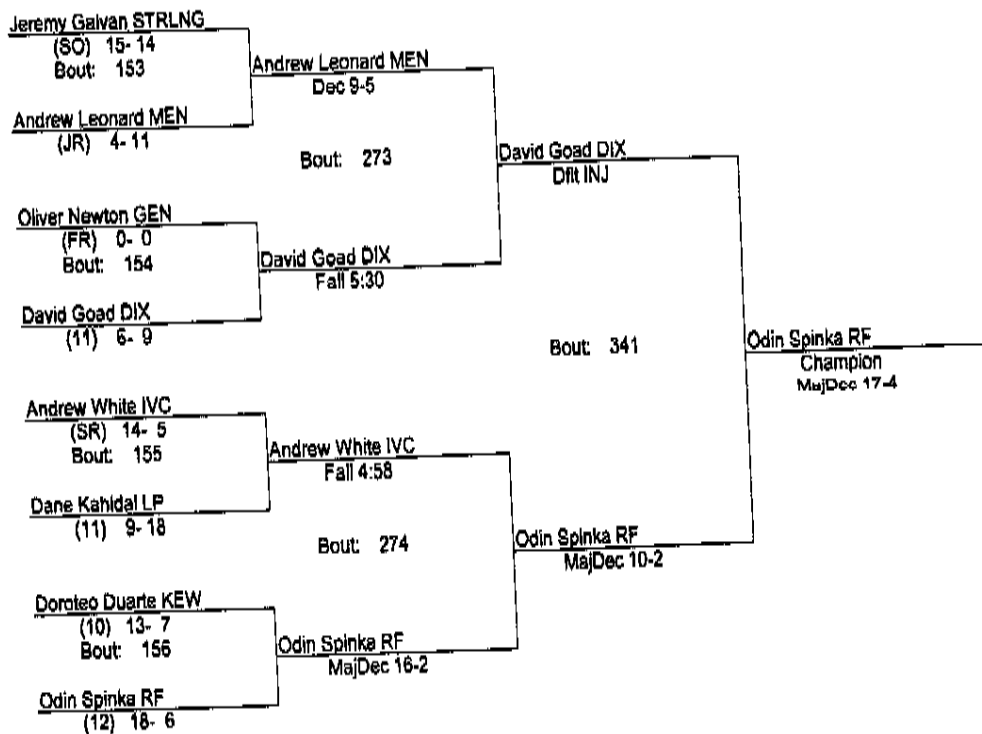 Jeremy Galvan STRLNG
(SO) 15- 14
Bout: 153
Andrew Leonard MEN
(JR) 4- 11
Oliver Newton GEN
(FR) 0- 0
Bout: 154
David Goad DIX
(11) 6- 9
Andrew White IVC
(SR) 14- 5
Bout: 155
Dane Kahidal LP
(11) 9- 18
Doroteo Duarte KEW
(10) 13- 7
Bout: 156
Odin Spinka RF
(12) 18- 6
Andrew Leonard MEN
Dec 9-5
Bout: 273
David Goad DIX
Fall 5:30
Andrew White IVC
Fall 4:58
Bout: 274
Odin Spinka RF
MajDec 16-2
David Goad DIX
Dflt INJ
Bout: 341
Odin Spinka RF
MajDec 10-2
Odin Spinka RF
Champion
MajDec 17-4